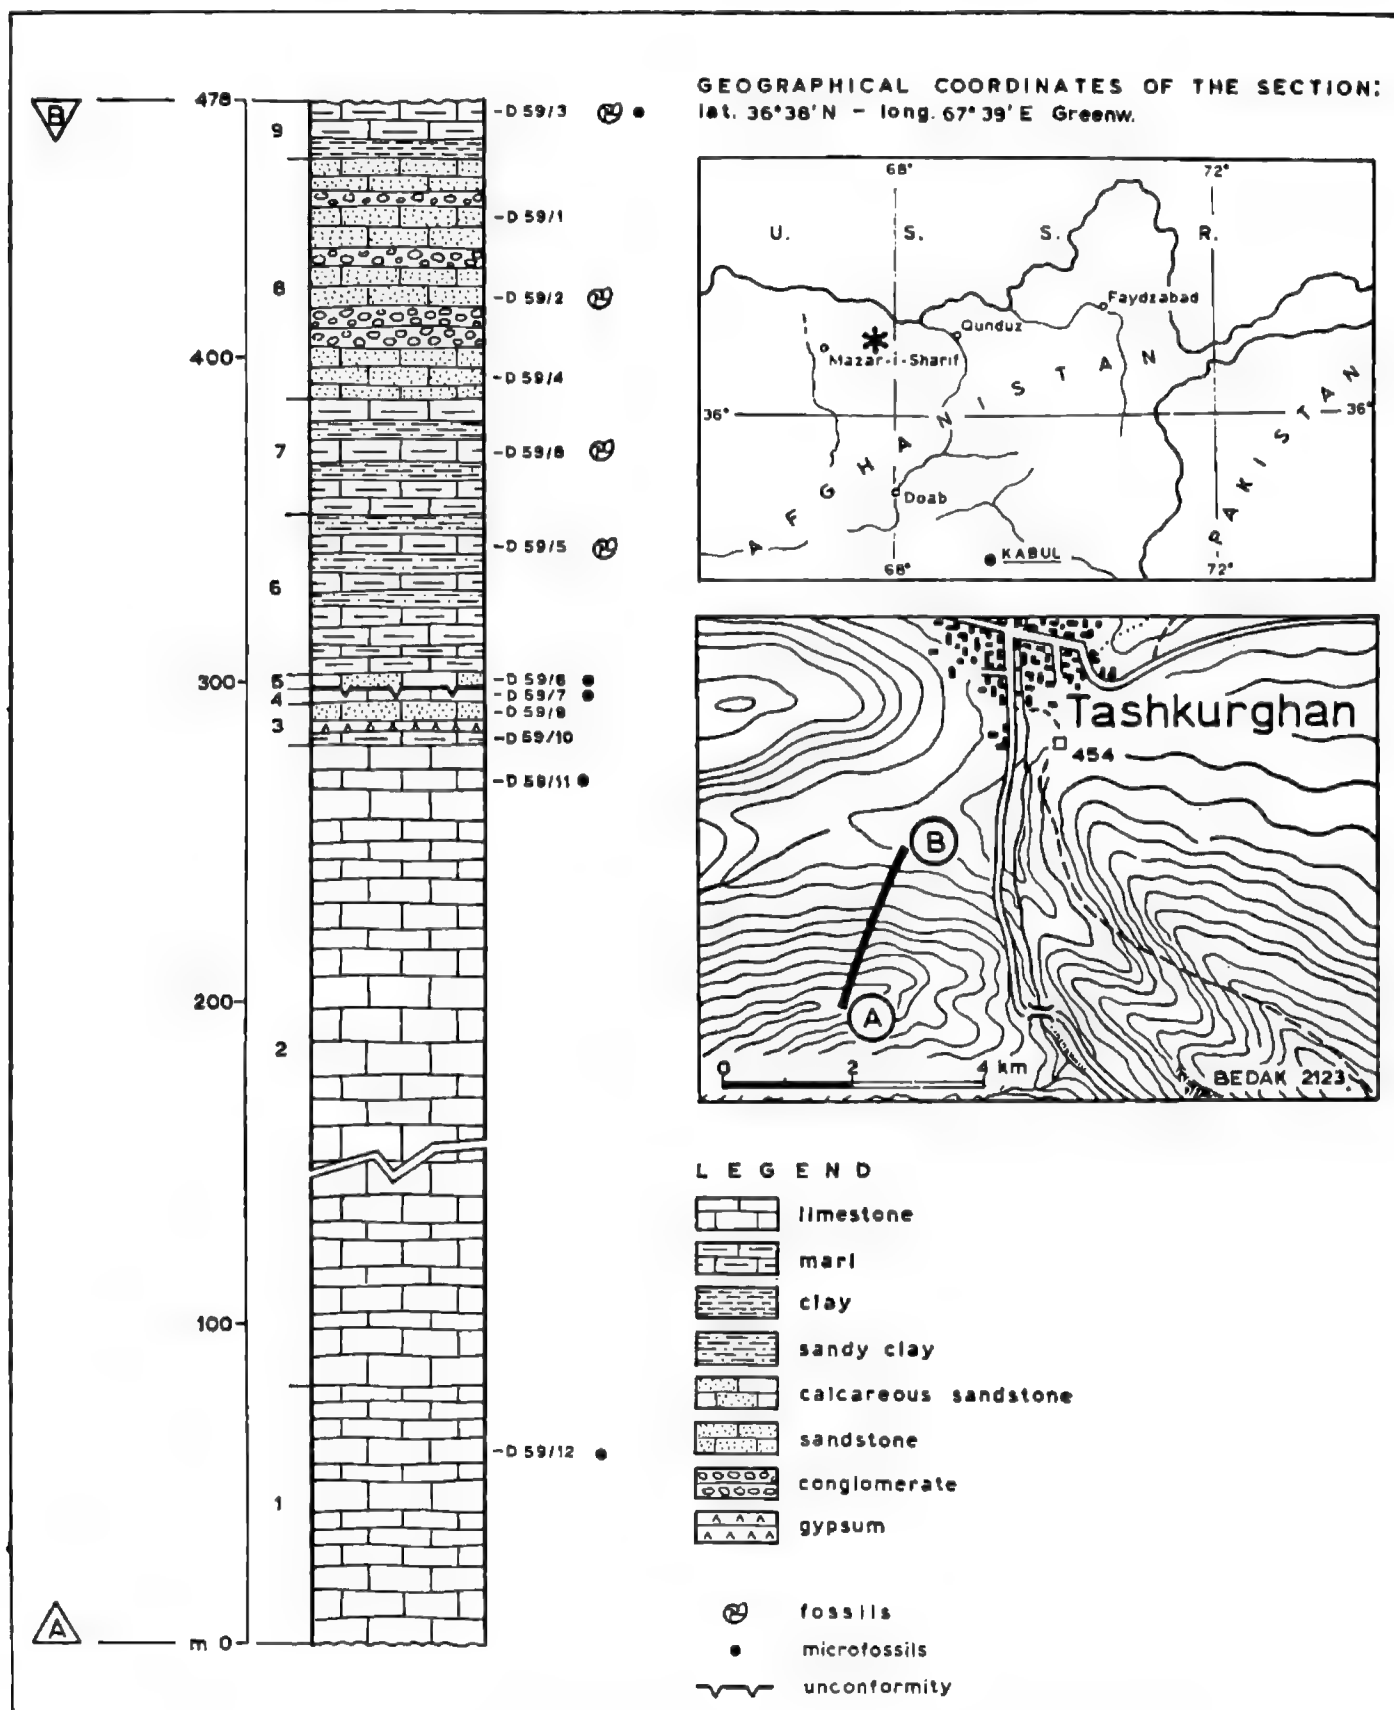 GEOGRAPHICAL COORDINATES OF THE SECTION:
lat. 36°38'N – long. 67°39'E Greenw.
B
478
9
-D 59/3
-D 59/1
8
-D 59/2
400
-D 59/4
7
-D 59/8
-D 59/5
6
5
-D 59/6
300
4
-D 59/7
-D 59/9
3
-D 59/10
-D 59/11
200
2
100
-D 59/12
1
A
m 0
68°
72°
U. S. S. R.
Faydzabad
Qunduz
Mazar-i-Sharif
36°
36°
AFGHANISTAN
PAKISTAN
Doab
KABUL
68°
72°
Tashkurghan
454
B
A
0 2 4 km
BEDAK 2123
LEGEND
limestone
marl
clay
sandy clay
calcareous sandstone
sandstone
conglomerate
gypsum
fossils
microfossils
unconformity